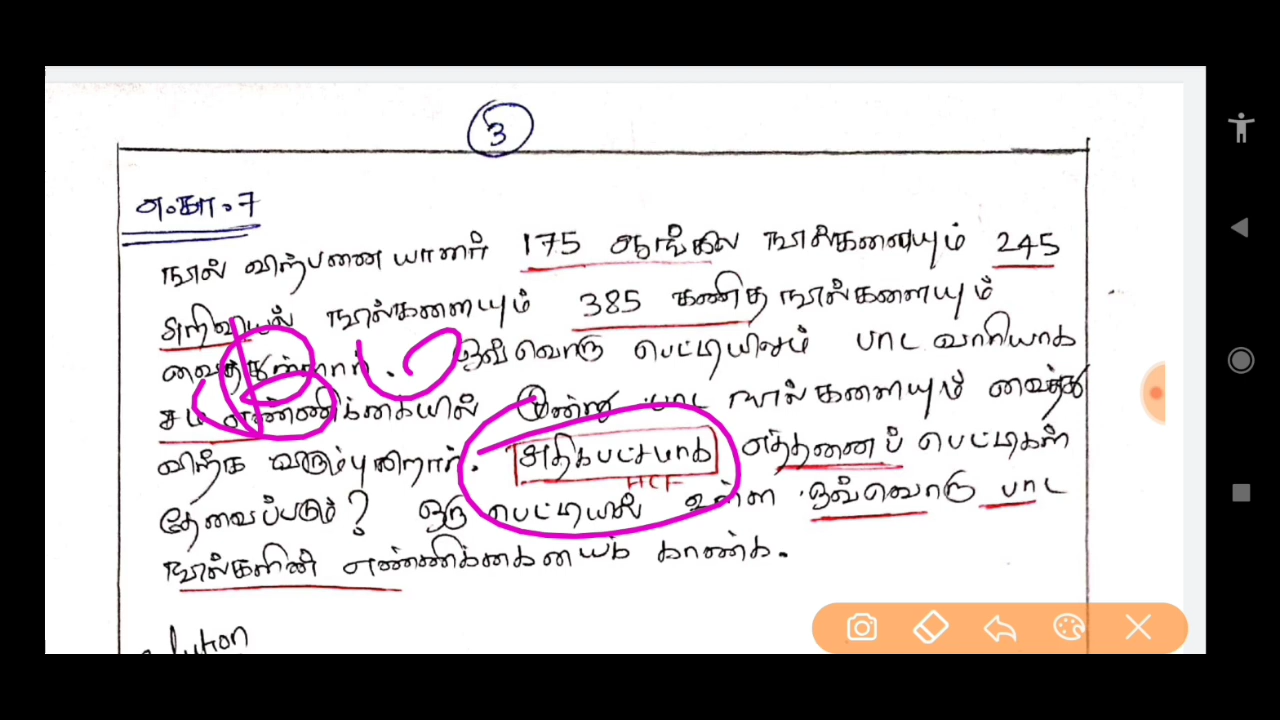 3
எ.கா.7
நூல் விற்பனையாளர் 175 ஆங்கில நூல்களையும் 245
அறிவியல் நூல்களையும் 385 கணித நூல்களையும்
வைத்துள்ளார். ஒவ்வொரு பெட்டியிலும் பாட வாரியாக
சம எண்ணிக்கையில் மூன்று பாட நூல்களையும் வைத்து
விற்க விரும்புகிறார். அதிகபட்சமாக எத்தனைப் பெட்டிகள்
HCF
தேவைப்படும்? ஒரு பெட்டியில் உள்ள ஒவ்வொரு பாட
நூல்களின் எண்ணிக்கையைக் காண்க.